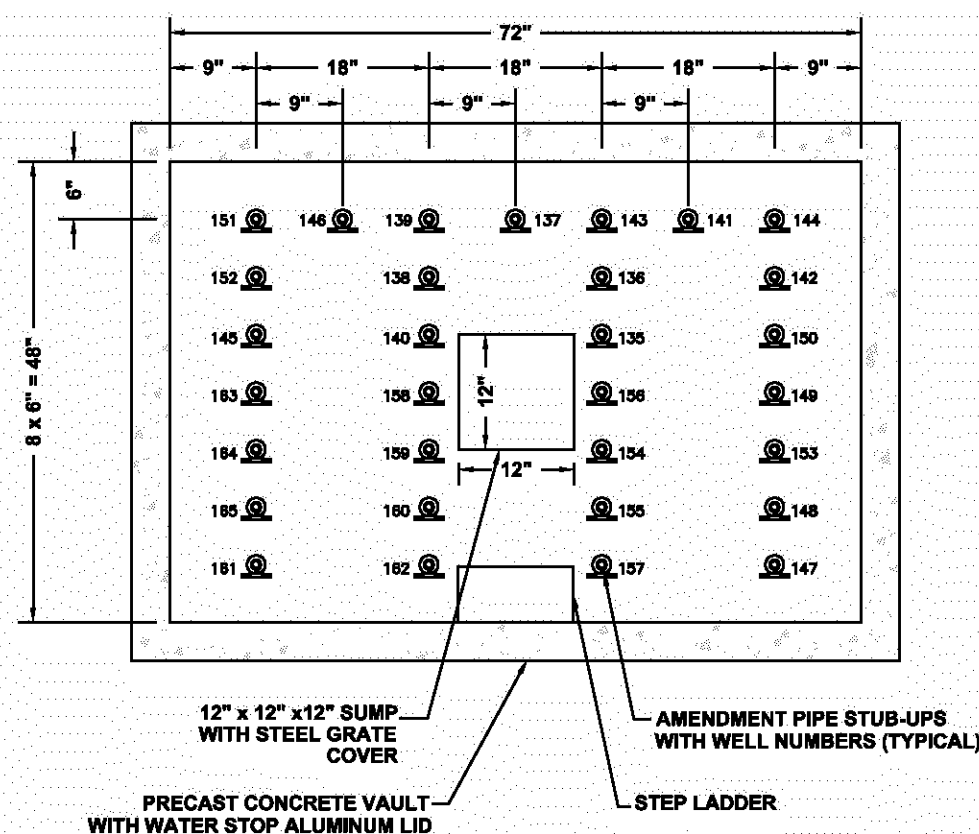 72"
9" 18" 18" 18" 9"
9" 9" 9"
6"
8 x 6" = 48"
151 146 139 137 143 141 144
152 138 136 142
145 140 135 150
163 158 156 149
164 159 154 153
165 160 155 148
161 162 157 147
12"
12"
12" x 12" x12" SUMP
WITH STEEL GRATE
COVER
AMENDMENT PIPE STUB-UPS
WITH WELL NUMBERS (TYPICAL)
PRECAST CONCRETE VAULT
WITH WATER STOP ALUMINUM LID
STEP LADDER